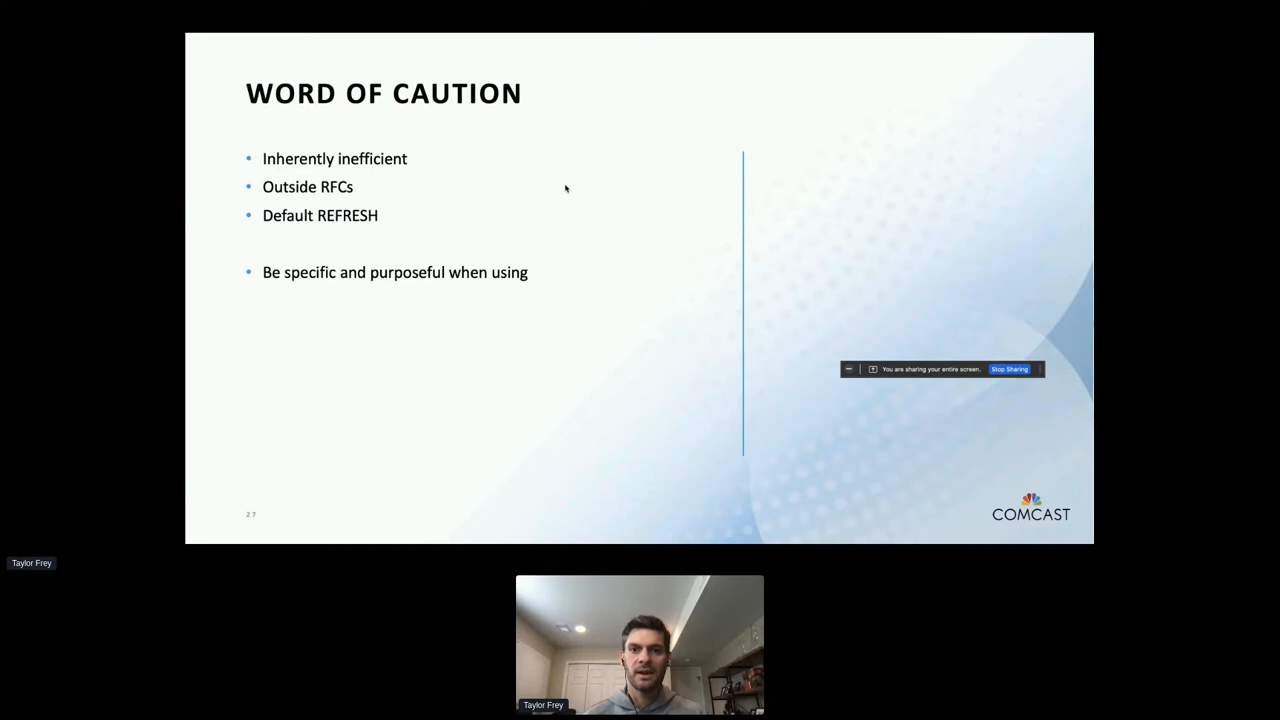 WORD OF CAUTION
• Inherently inefficient
• Outside RFCs
• Default REFRESH
• Be specific and purposeful when using
You are sharing your entire screen. Stop Sharing
27
COMCAST
Taylor Frey
Taylor Frey